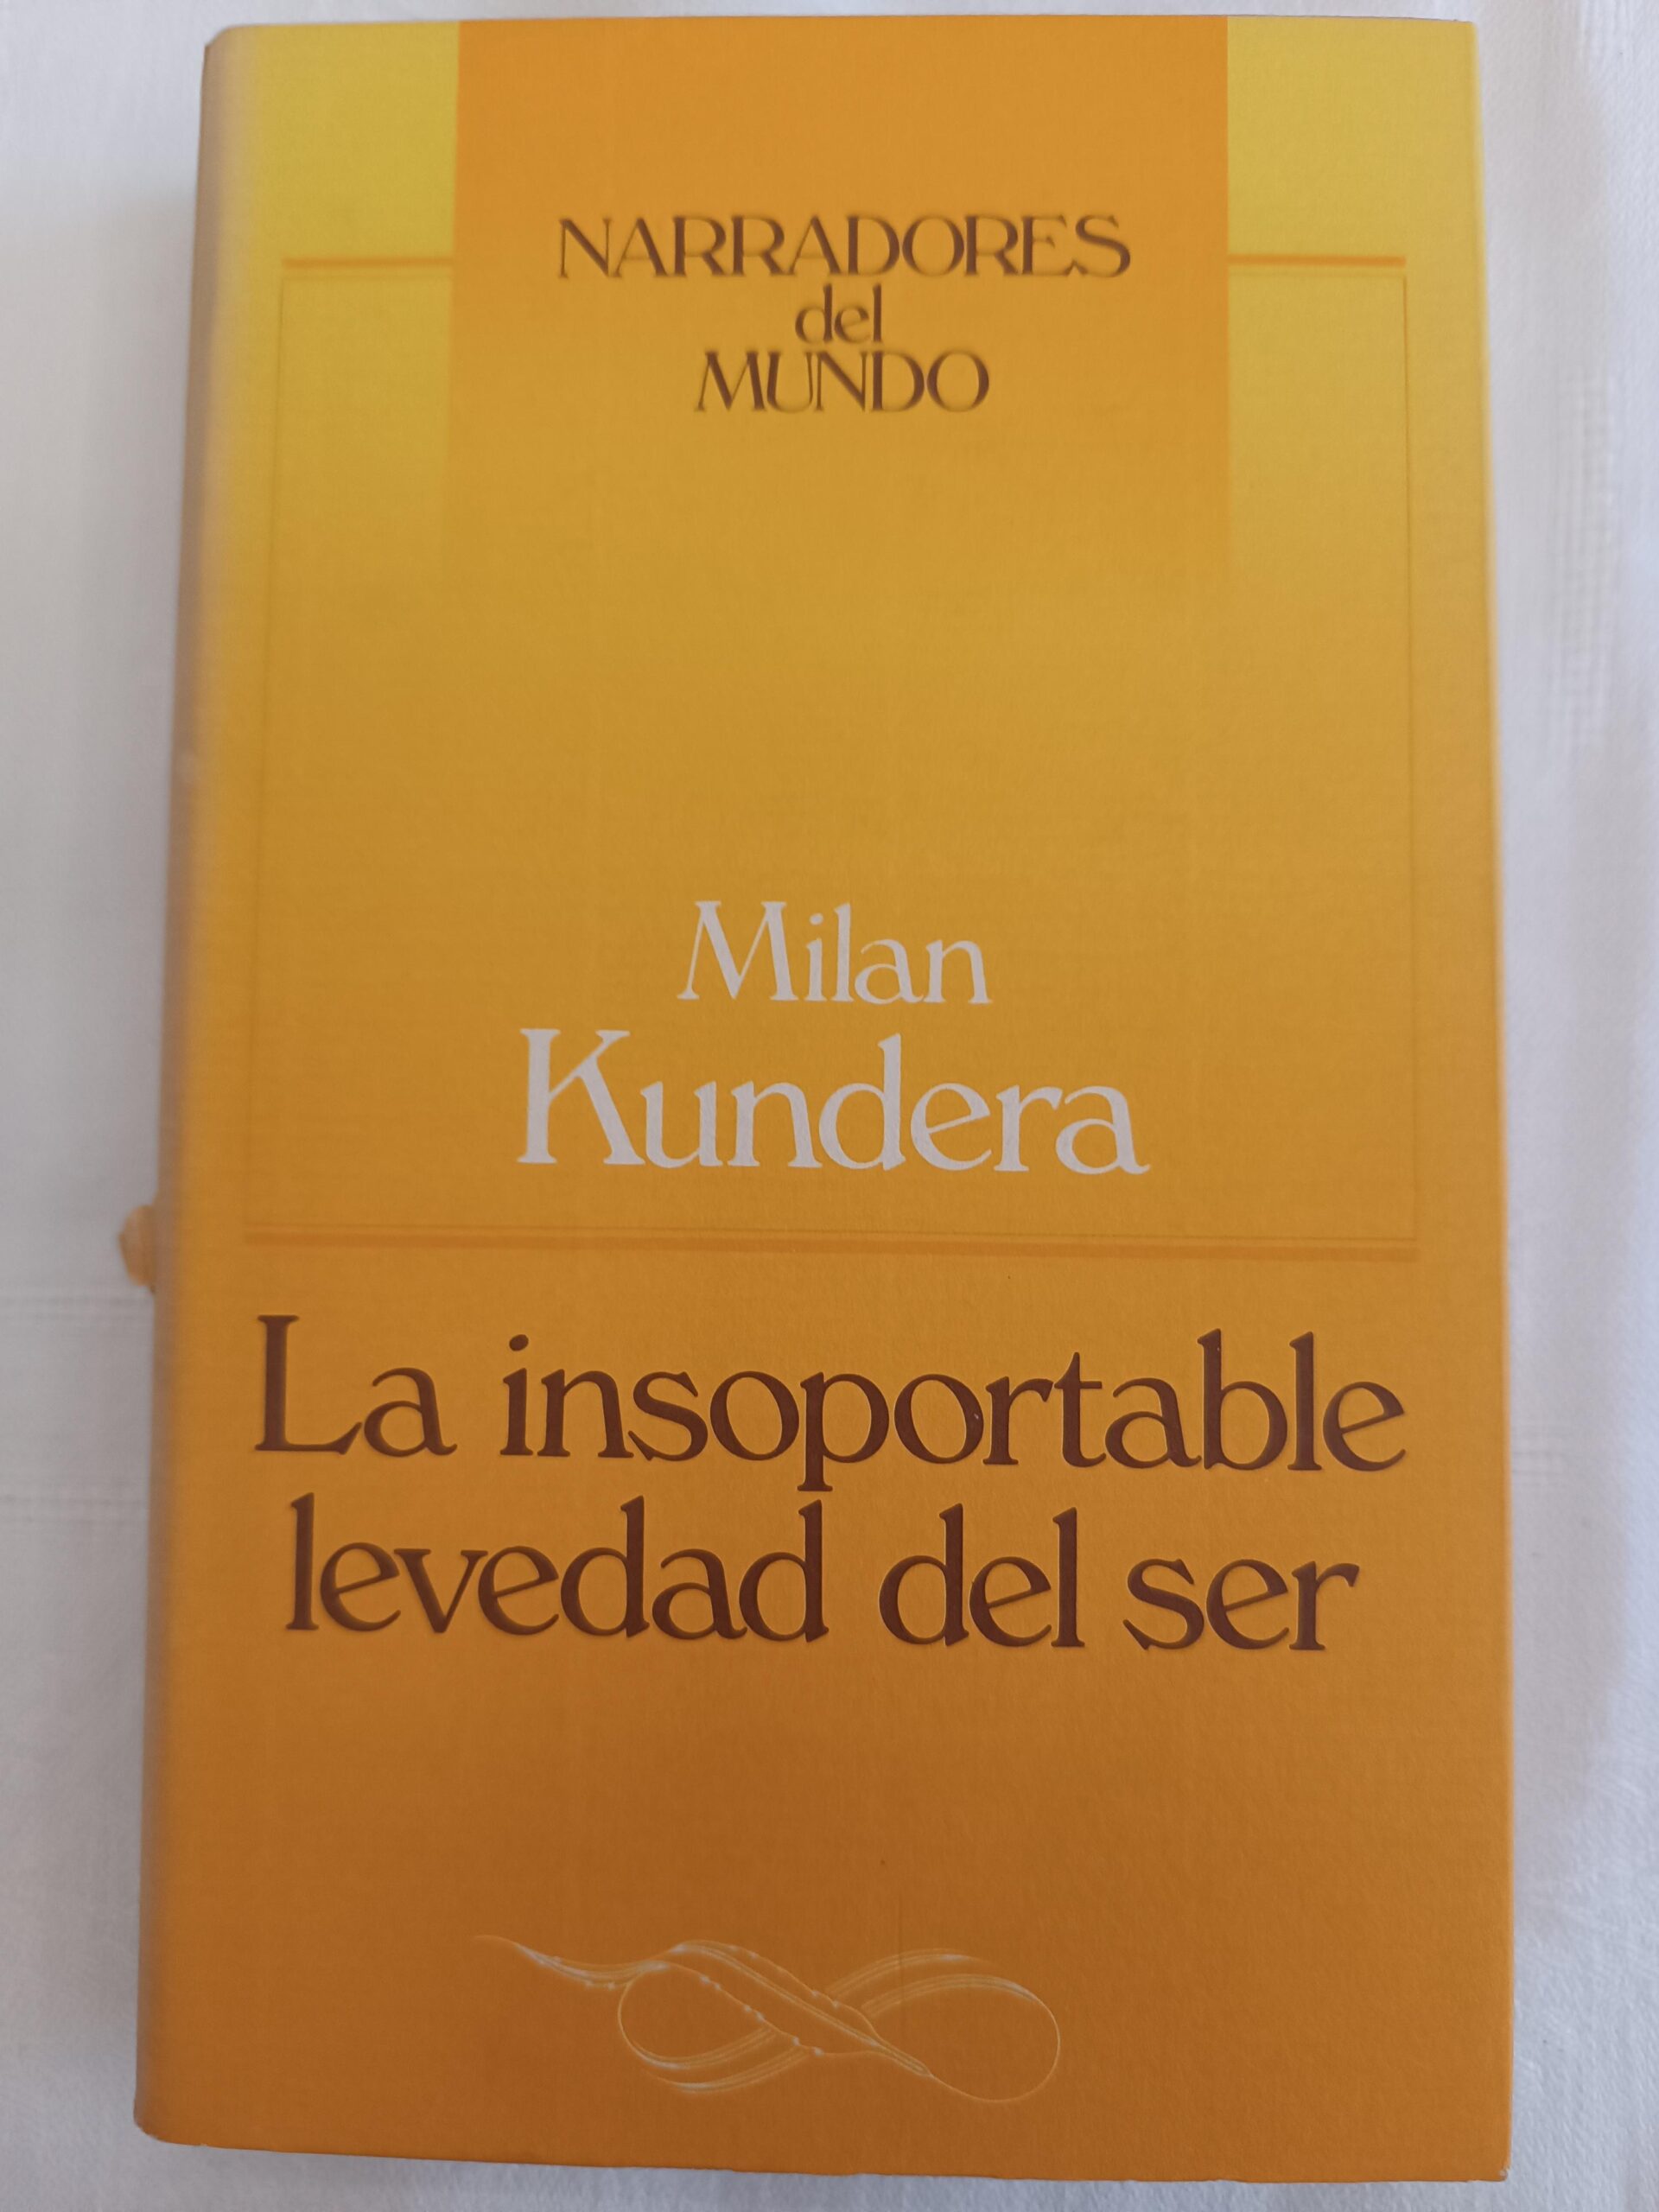 NARRADORES
del
MUNDO
Milan
Kundera
La insoportable
levedad del ser